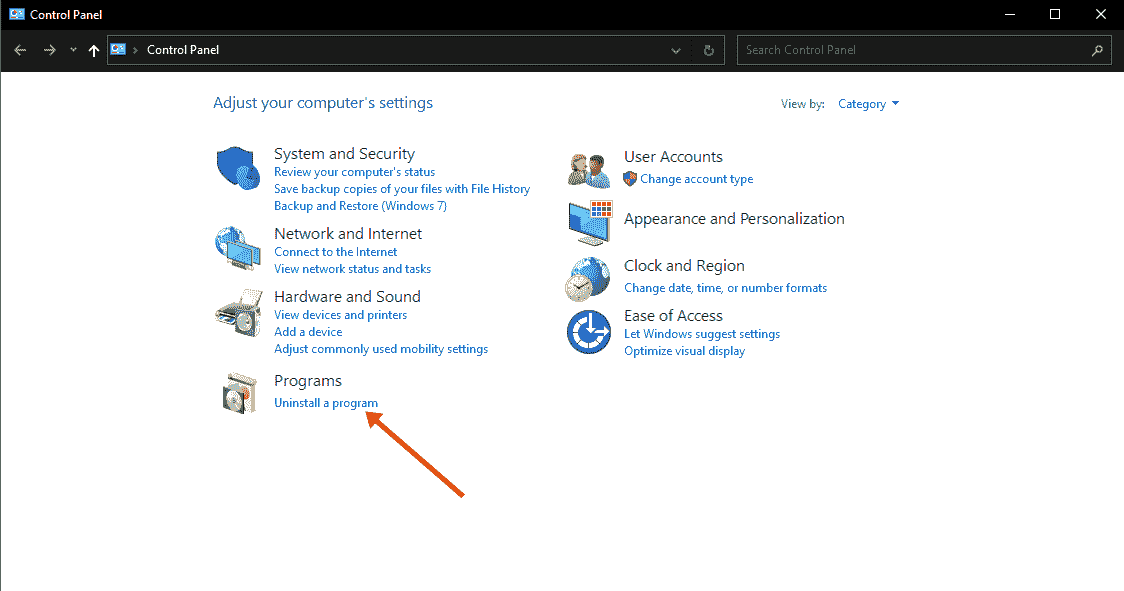 Control Panel
Control Panel
Search Control Panel
Adjust your computer's settings
View by:
Category
System and Security
Review your computer's status
Save backup copies of your files with File History
Backup and Restore (Windows 7)
Network and Internet
Connect to the Internet
View network status and tasks
Hardware and Sound
View devices and printers
Add a device
Adjust commonly used mobility settings
Programs
Uninstall a program
User Accounts
Change account type
Appearance and Personalization
Clock and Region
Change date, time, or number formats
Ease of Access
Let Windows suggest settings
Optimize visual display